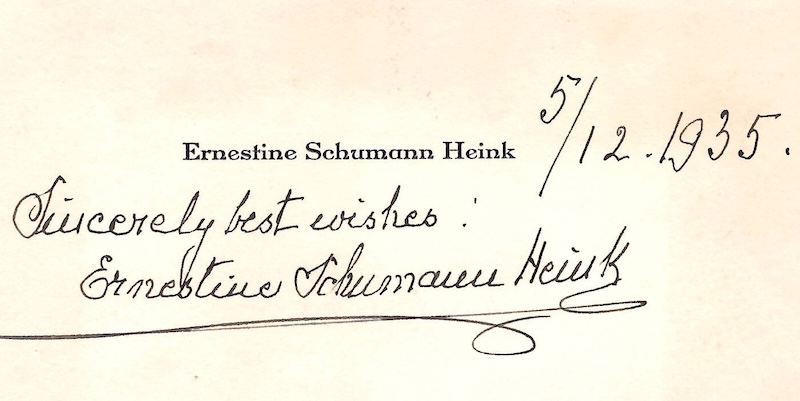 5/12.1935.
Ernestine Schumann Heink
Sincerely best wishes!
Ernestine Schumann Heink